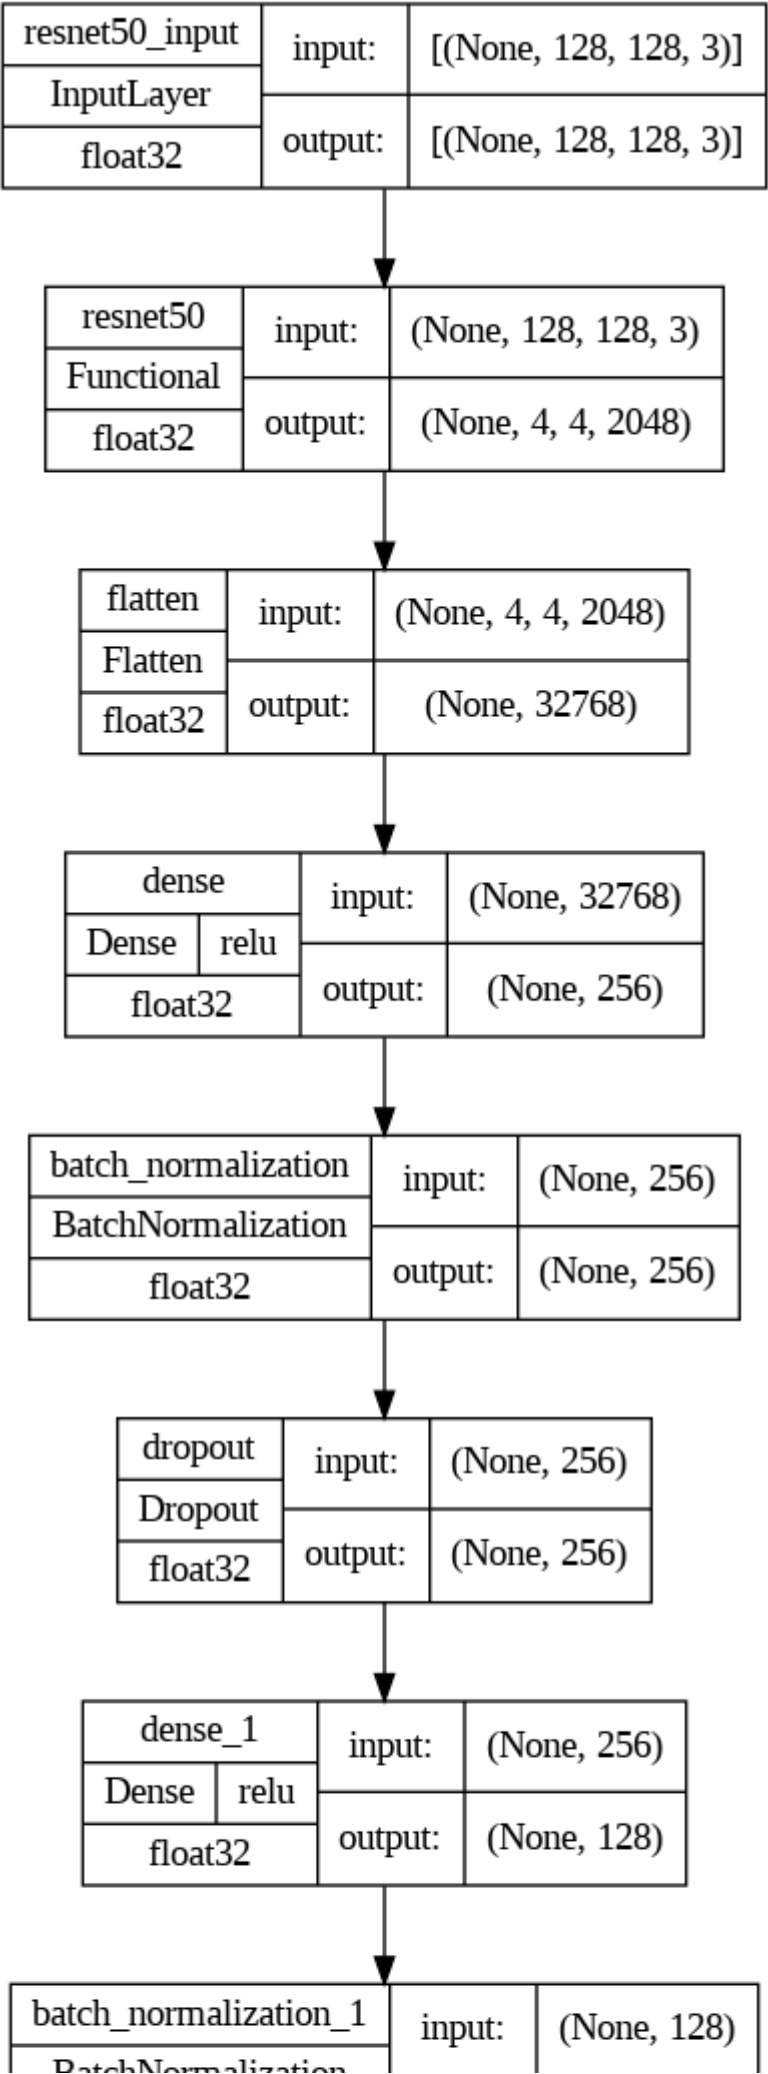 resnet50_input
InputLayer
float32
input:
[(None, 128, 128, 3)]
output:
[(None, 128, 128, 3)]
resnet50
Functional
float32
input:
(None, 128, 128, 3)
output:
(None, 4, 4, 2048)
flatten
Flatten
float32
input:
(None, 4, 4, 2048)
output:
(None, 32768)
dense
Dense relu
float32
input:
(None, 32768)
output:
(None, 256)
batch_normalization
BatchNormalization
float32
input:
(None, 256)
output:
(None, 256)
dropout
Dropout
float32
input:
(None, 256)
output:
(None, 256)
dense_1
Dense relu
float32
input:
(None, 256)
output:
(None, 128)
batch_normalization_1
BatchNormalization
input:
(None, 128)